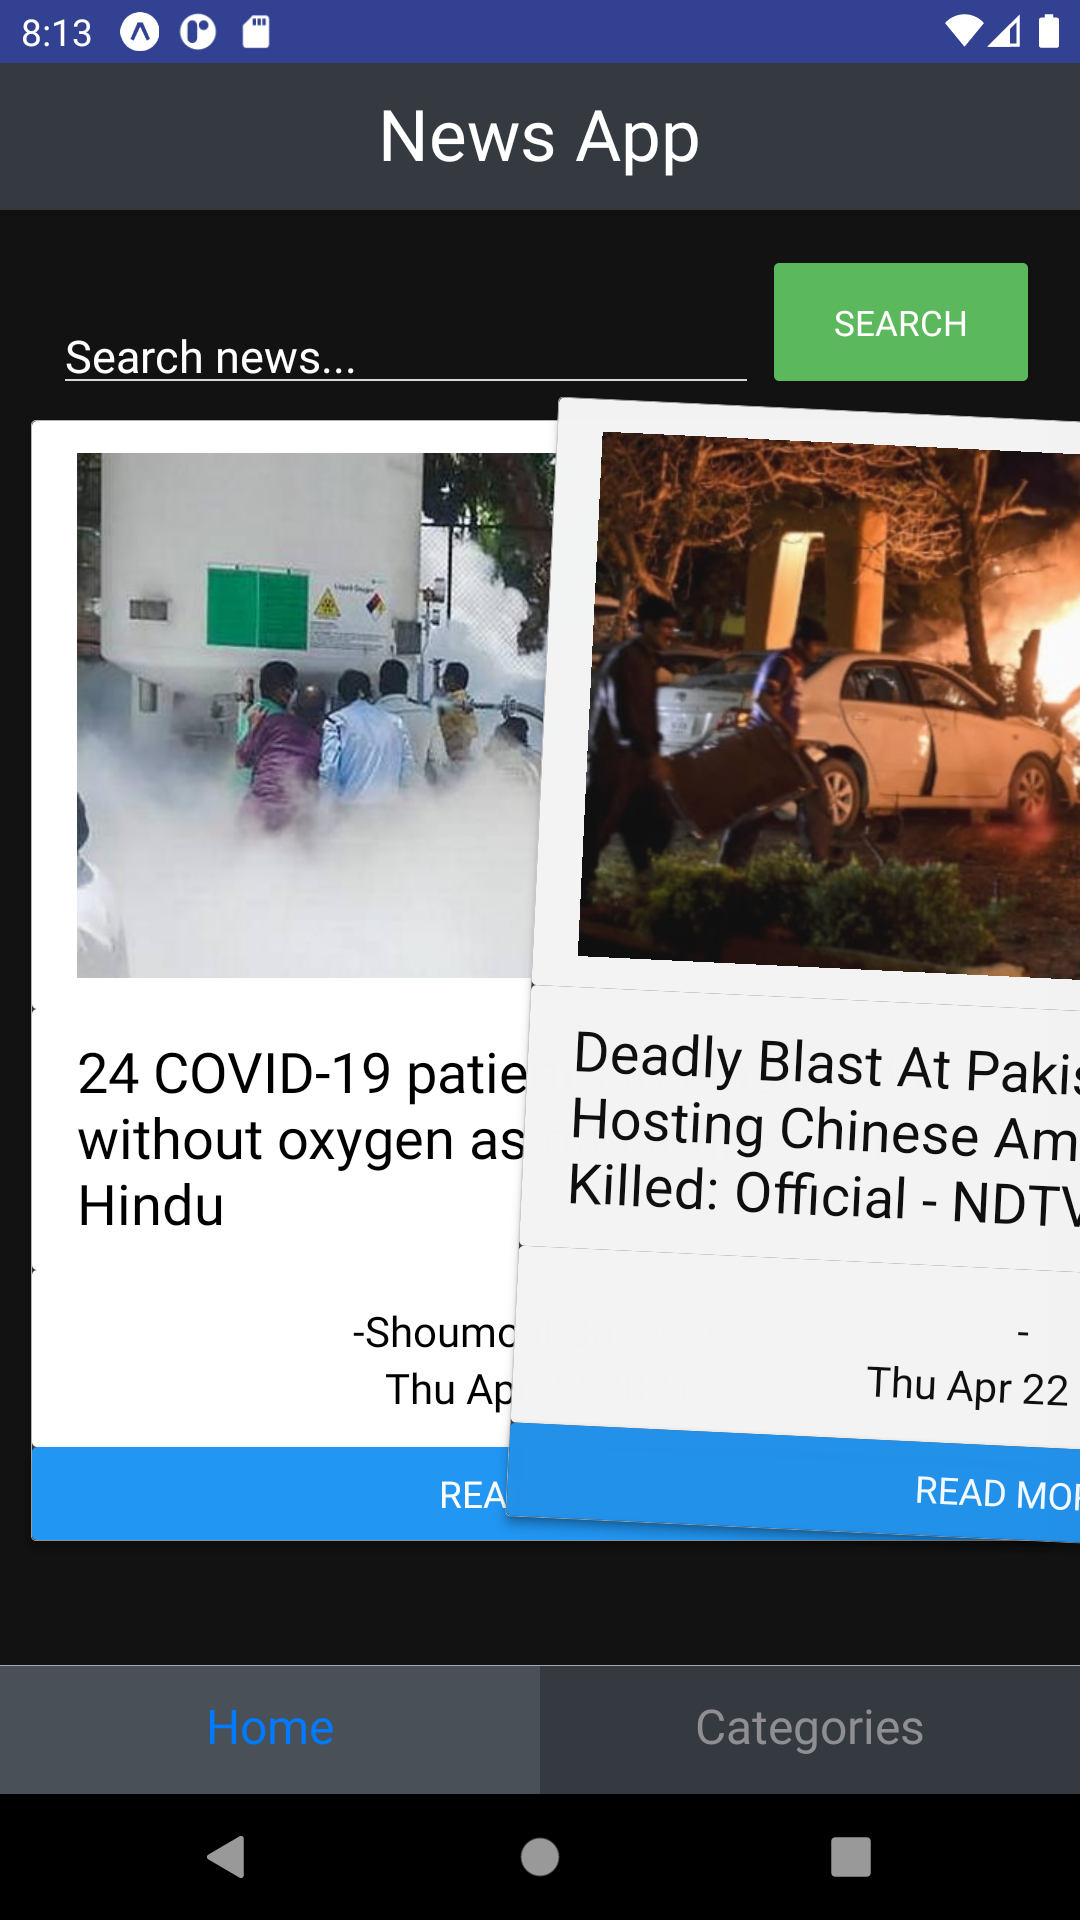 8:13
News App
Search news...
SEARCH
24 COVID-19 patie
without oxygen as
Hindu
-Shoumo
Thu Ap
REA
Deadly Blast At Pakis
Hosting Chinese Am
Killed: Official - NDTV
-
Thu Apr 22
READ MOR
Home
Categories